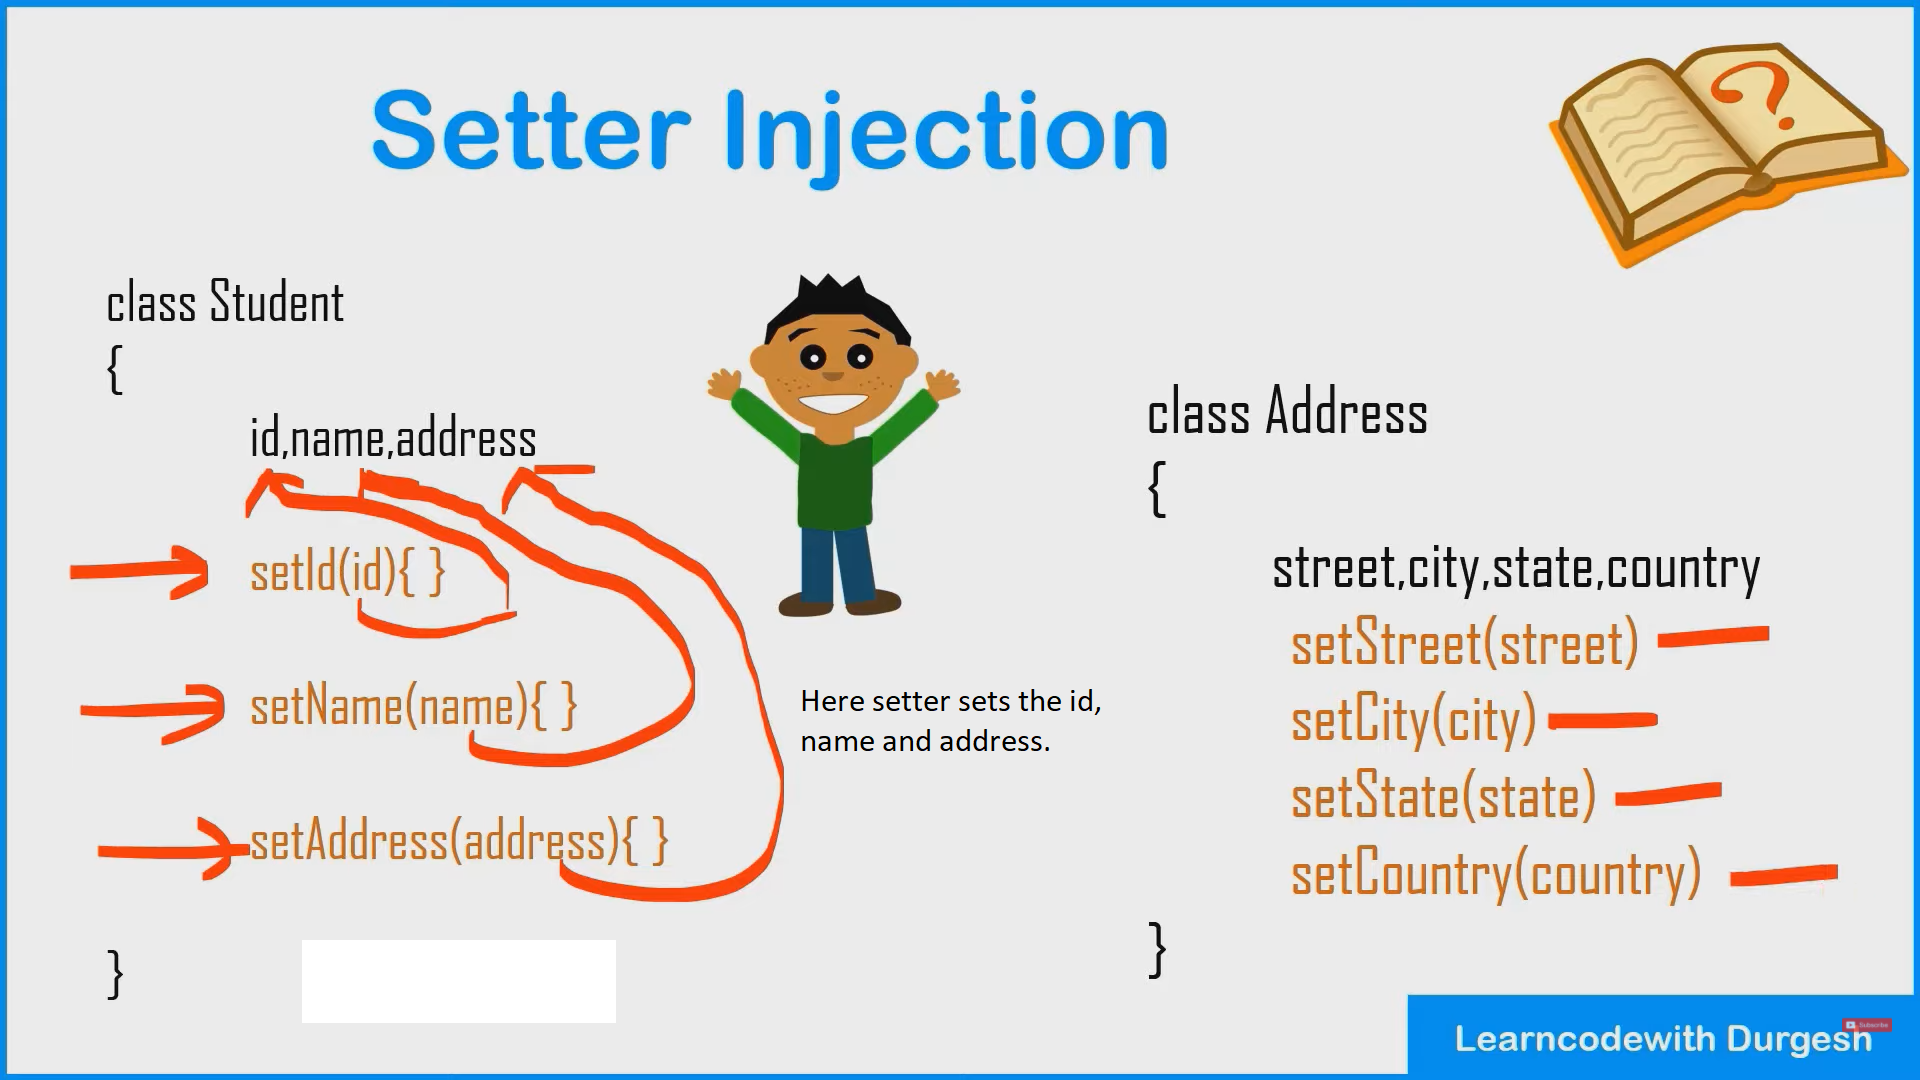 Setter Injection
class Student
{
id,name,address
setId(id){ }
setName(name){ }
setAddress(address){ }
}
Here setter sets the id,
name and address.
class Address
{
street,city,state,country
setStreet(street)
setCity(city)
setState(state)
setCountry(country)
}
Learncodewith Durgesh
Subscribe